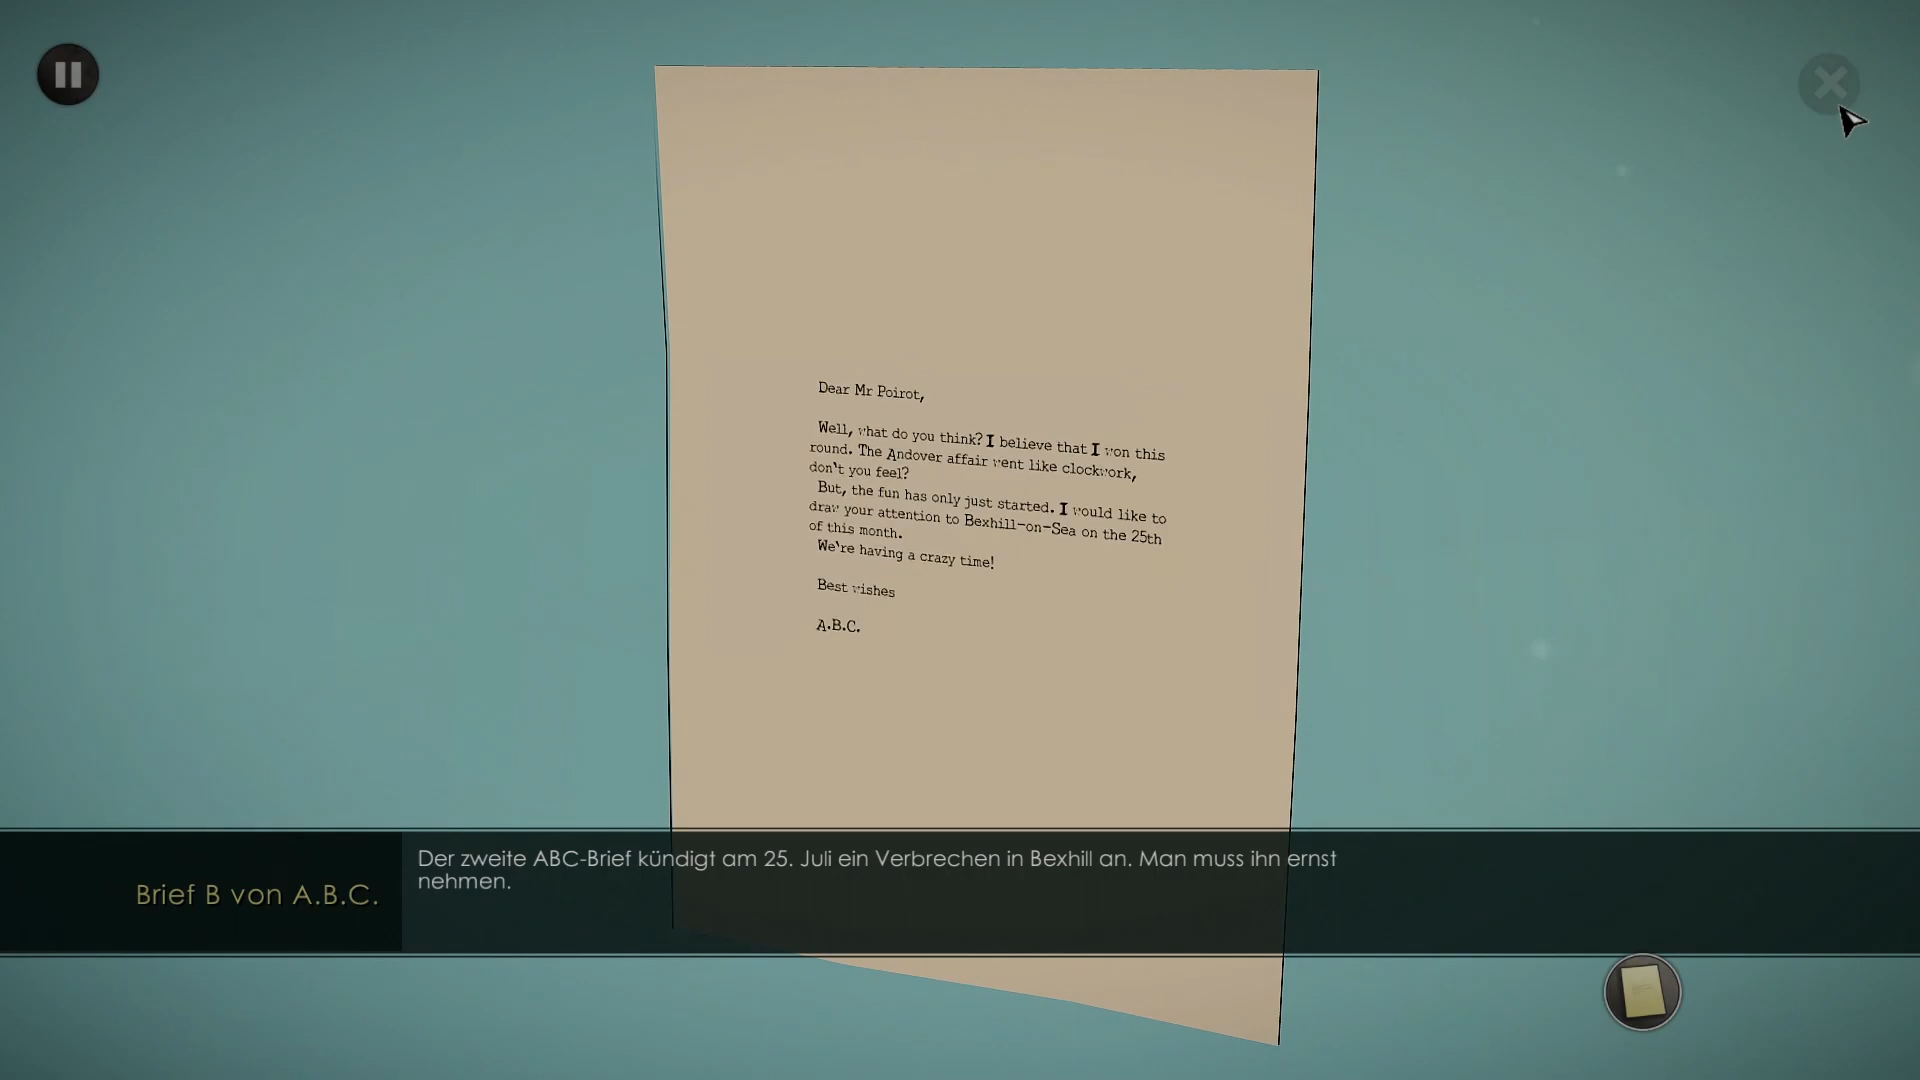 Dear Mr Poirot,
Well, what do you think? I believe that I won this
round. The Andover affair went like clockwork,
don't you feel?
But, the fun has only just started. I would like to
draw your attention to Bexhill-on-Sea on the 25th
of this month.
We're having a crazy time!
Best wishes
A.B.C.
Brief B von A.B.C.
Der zweite ABC-Brief kündigt am 25. Juli ein Verbrechen in Bexhill an. Man muss ihn ernst
nehmen.